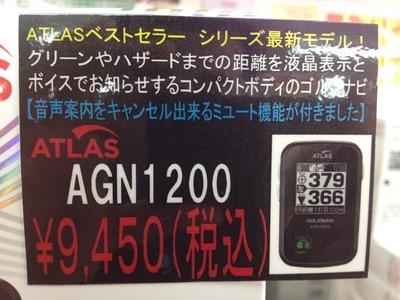 ATLASベストセラー シリーズ最新モデル！
グリーンやハザードまでの距離を液晶表示と
ボイスでお知らせするコンパクトボディのゴルフナビ
【音声案内をキャンセル出来るミュート機能が付きました】
ATLAS
AGN1200
¥9,450(税込)
ATLAS
379
366
GOLFNAVI